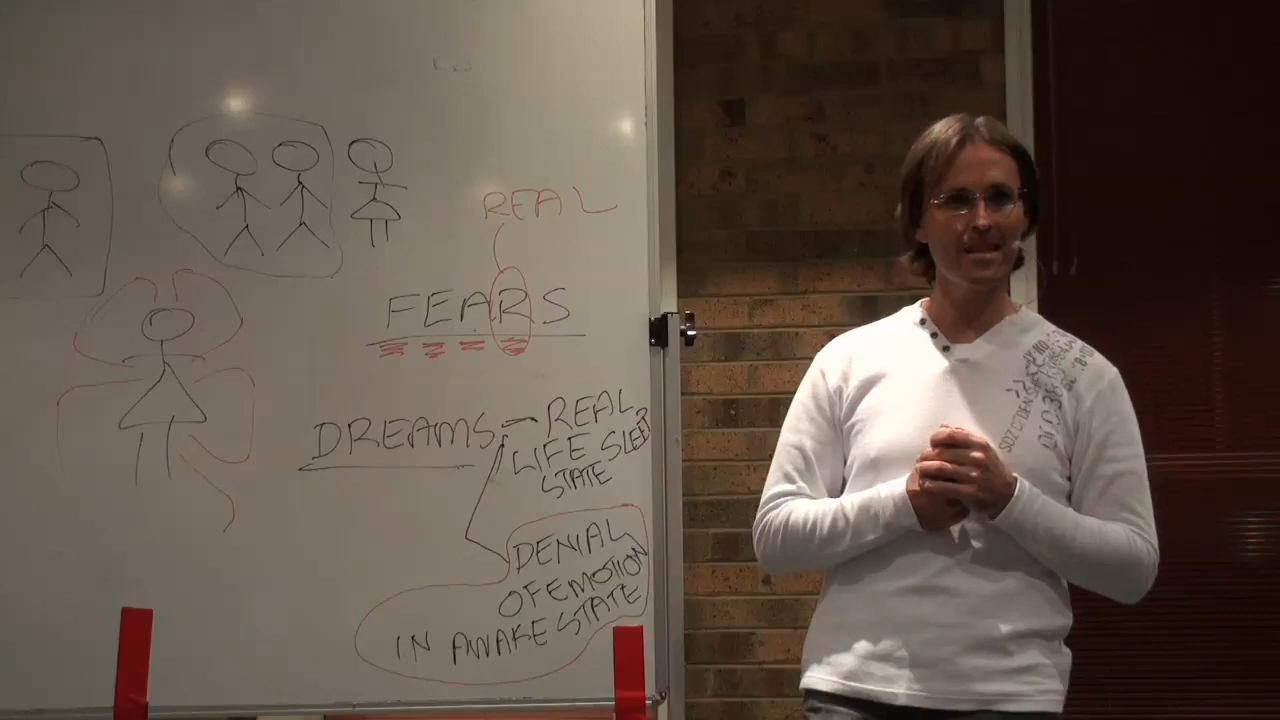 REAL
FEARS
DREAMS - REAL
LIFE SLEEP
STATE
DENIAL
OF EMOTION
IN AWAKE STATE